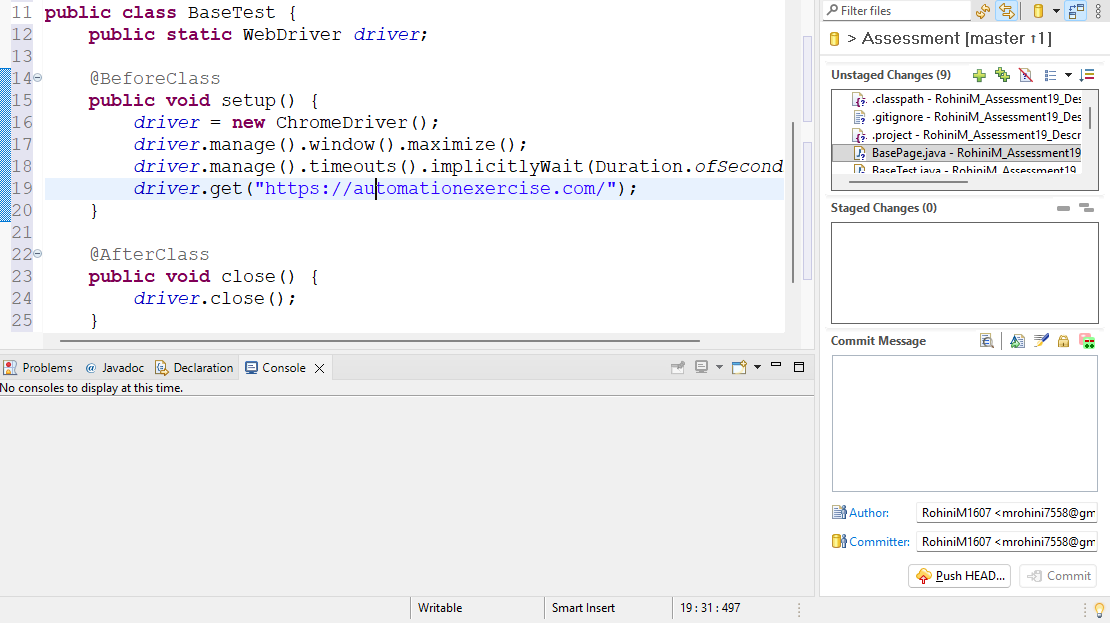 11 public class BaseTest {
12 public static WebDriver driver;
13
14 @BeforeClass
15 public void setup() {
16 driver = new ChromeDriver();
17 driver.manage().window().maximize();
18 driver.manage().timeouts().implicitlyWait(Duration.ofSecond
19 driver.get("https://automationexercise.com/");
20 }
21
22 @AfterClass
23 public void close() {
24 driver.close();
25 }
Problems @ Javadoc Declaration Console
No consoles to display at this time.
Filter files
> Assessment [master ↑1]
Unstaged Changes (9)
.classpath - RohiniM_Assessment19_Des
.gitignore - RohiniM_Assessment19_Des
.project - RohiniM_Assessment19_Descr
BasePage.java - RohiniM_Assessment19
BaseTest.java - RohiniM_Assessment19
Staged Changes (0)
Commit Message
Author: RohiniM1607 <mrohini7558@gm
Committer: RohiniM1607 <mrohini7558@gm
Push HEAD... Commit
Writable Smart Insert 19 : 31 : 497